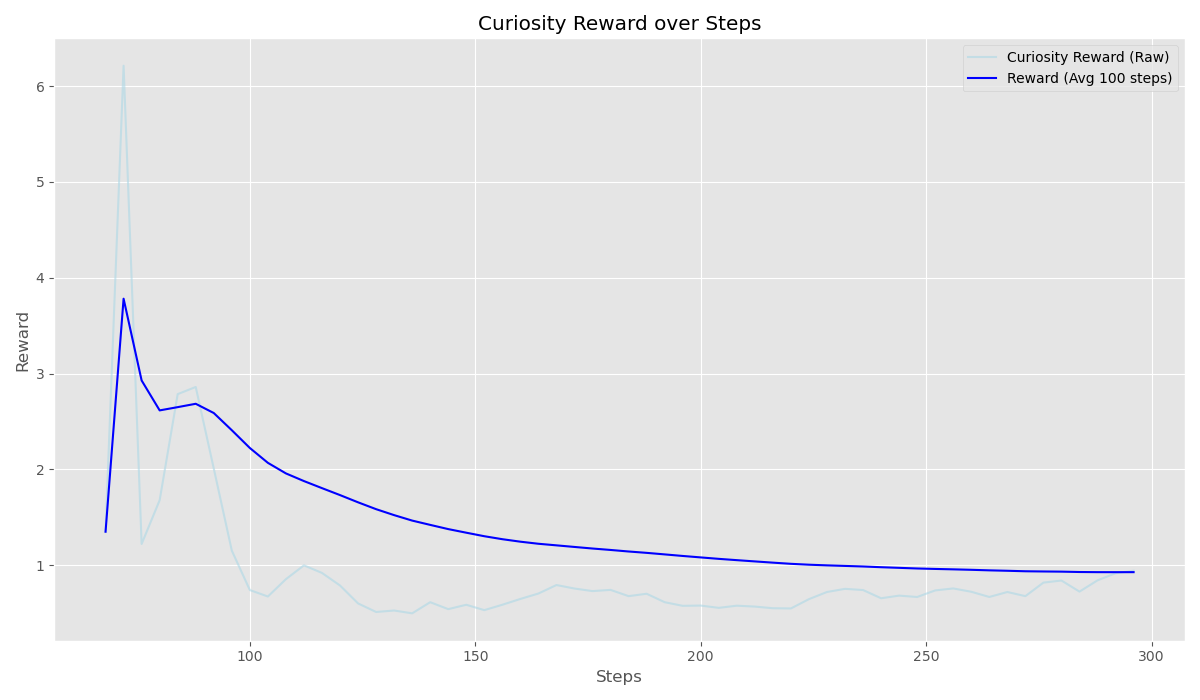 Curiosity Reward over Steps
Curiosity Reward (Raw)
Reward (Avg 100 steps)
Reward
6
5
4
3
2
1
100 150 200 250 300
Steps